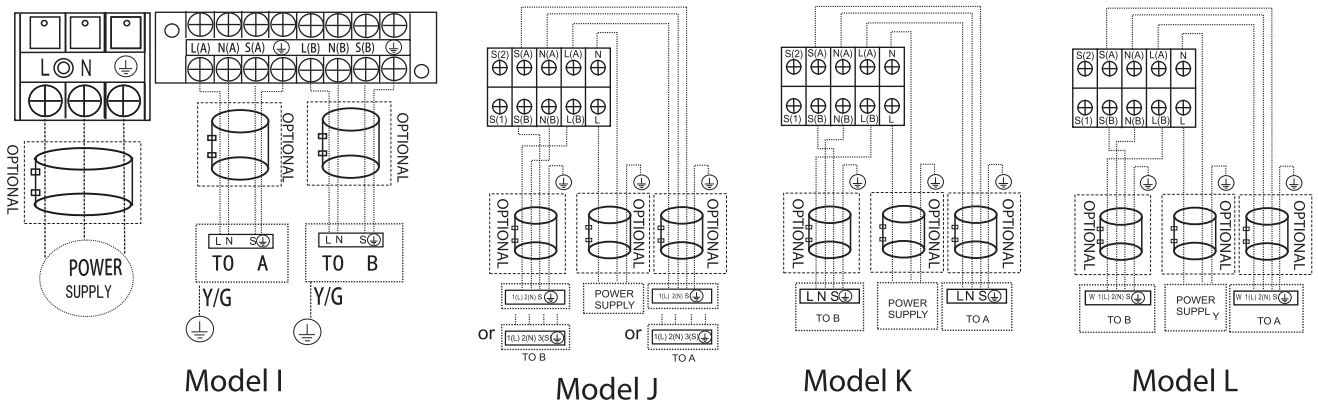 L N
OPTIONAL
POWER
SUPPLY
L(A) N(A) S(A) L(B) N(B) S(B)
OPTIONAL
OPTIONAL
L N S
TO A
Y/G
L N S
TO B
Y/G
Model I
S(2) S(A) N(A) L(A) N
S(1) S(B) N(B) L(B) L
OPTIONAL
OPTIONAL
OPTIONAL
1(L) 2(N) S
POWER
SUPPLY
1(L) 2(N) S
or
1(L) 2(N) 3(S)
TO B
or
1(L) 2(N) 3(S)
TO A
Model J
S(2) S(A) N(A) L(A) N
S(1) S(B) N(B) L(B) L
OPTIONAL
OPTIONAL
OPTIONAL
L N S
TO B
POWER
SUPPLY
L N S
TO A
Model K
S(2) S(A) N(A) L(A) N
S(1) S(B) N(B) L(B) L
OPTIONAL
OPTIONAL
OPTIONAL
W 1(L) 2(N) S
TO B
POWER
SUPPLY
W 1(L) 2(N) S
TO A
Model L